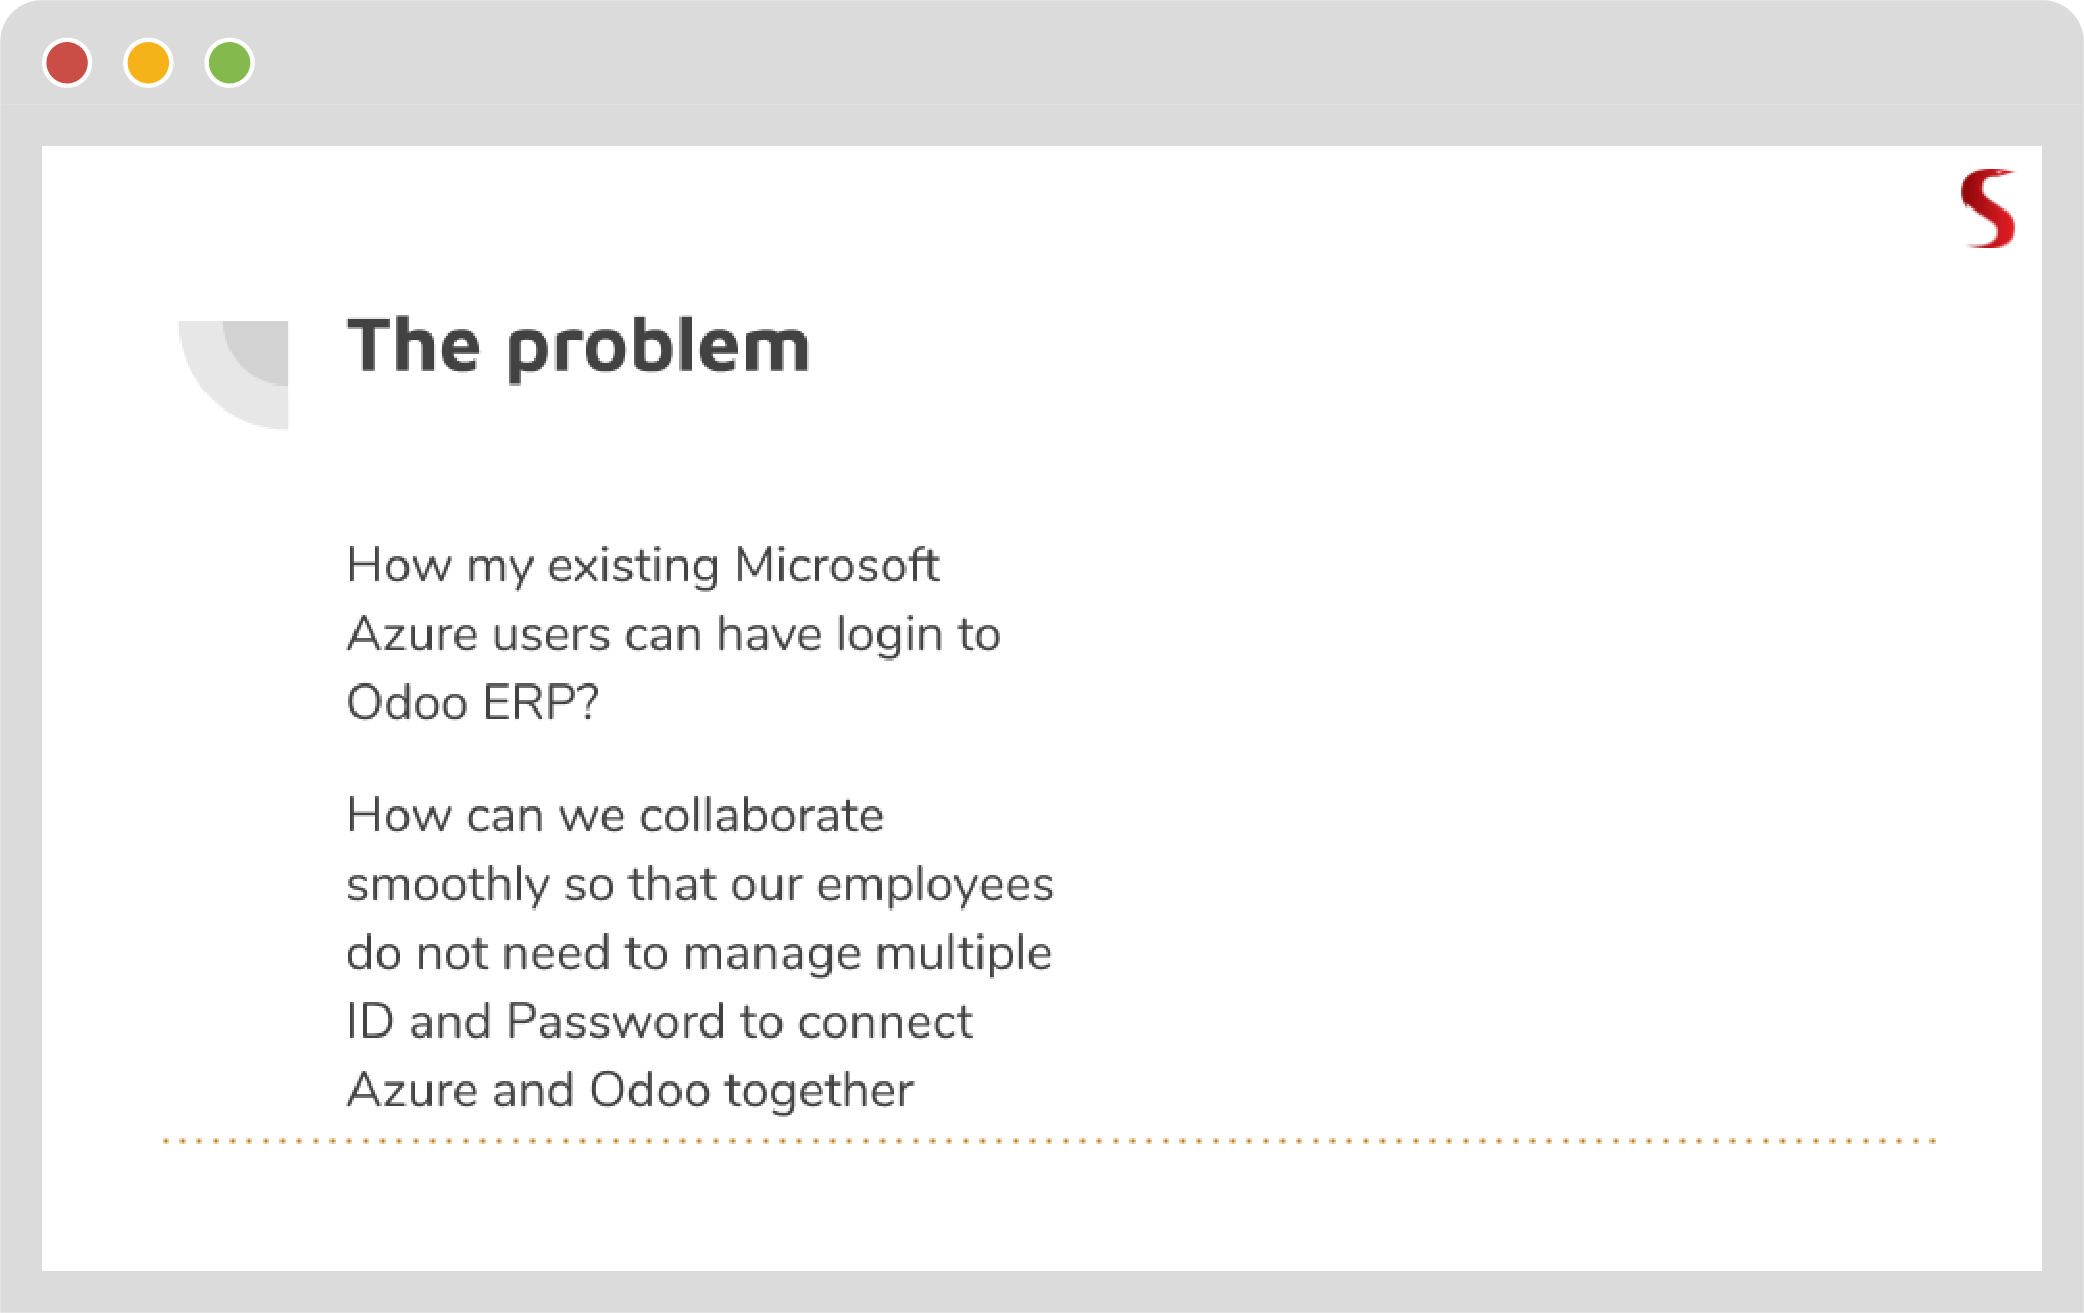 S
The problem
How my existing Microsoft
Azure users can have login to
Odoo ERP?
How can we collaborate
smoothly so that our employees
do not need to manage multiple
ID and Password to connect
Azure and Odoo together